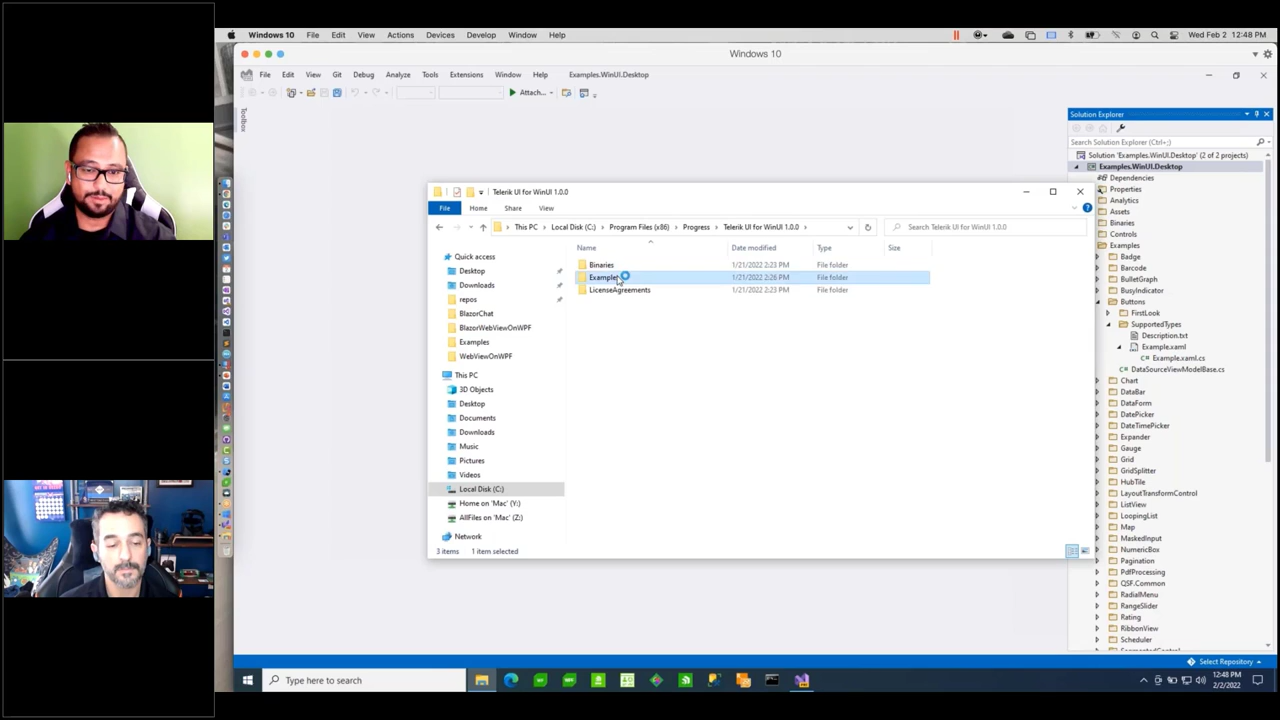 Windows 10 File Edit View Actions Devices Develop Window Help
Wed Feb 2 12:48 PM
Windows 10
File Edit View Git Debug Analyze Tools Extensions Window Help Examples.WinUI.Desktop
Attach...
Toolbox
Solution Explorer
Search Solution Explorer (Ctrl+;)
Solution 'Examples.WinUI.Desktop' (2 of 2 projects)
Examples.WinUI.Desktop
Dependencies
Properties
Analytics
Assets
Binaries
Controls
Examples
Badge
Barcode
BulletGraph
BusyIndicator
Buttons
FirstLook
SupportedTypes
Description.txt
Example.xaml
Example.xaml.cs
DataSourceViewModelBase.cs
Chart
DataBar
DataForm
DatePicker
DateTimePicker
Expander
Gauge
Grid
GridSplitter
HubTile
LayoutTransformControl
ListView
LoopingList
Map
MaskedInput
NumericBox
Pagination
PdfProcessing
QSF.Common
RadialMenu
RangeSlider
Rating
RibbonView
Scheduler
Telerik UI for WinUI 1.0.0
File Home Share View
This PC Local Disk (C:) Program Files (x86) Progress Telerik UI for WinUI 1.0.0
Search Telerik UI for WinUI 1.0.0
Name Date modified Type Size
Binaries 1/21/2022 2:23 PM File folder
Example 1/21/2022 2:26 PM File folder
LicenseAgreements 1/21/2022 2:23 PM File folder
Quick access
Desktop
Downloads
repos
BlazorChat
BlazorWebViewOnWPF
Examples
WebViewOnWPF
This PC
3D Objects
Desktop
Documents
Downloads
Music
Pictures
Videos
Local Disk (C:)
Home on 'Mac' (Y:)
AllFiles on 'Mac' (Z:)
Network
3 items 1 item selected
Select Repository
Type here to search
12:48 PM
2/2/2022